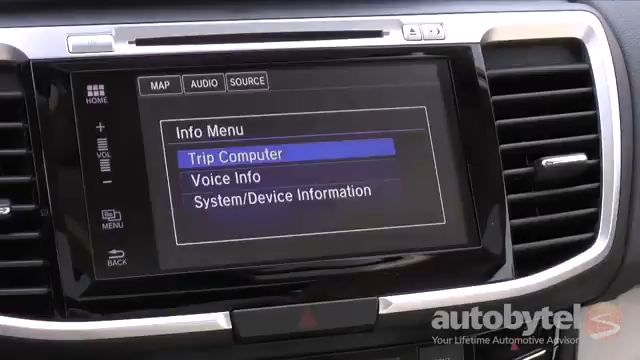 MAP AUDIO SOURCE
HOME
Info Menu
Trip Computer
+
VOL
Voice Info
System/Device Information
-
MENU
BACK
autobytel
Your Lifetime Automotive Advisor